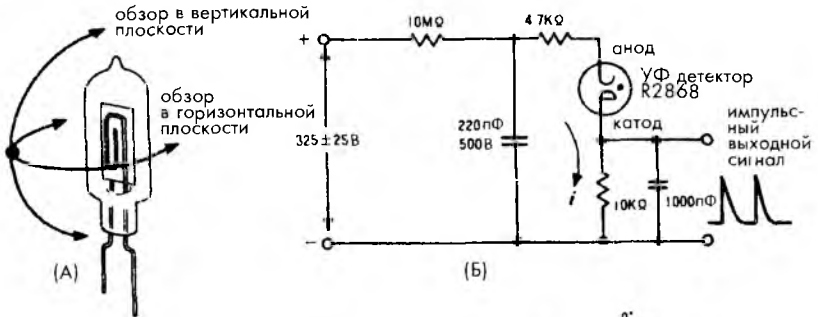 обзор в вертикальной
плоскости
обзор
в горизонтальной
плоскости
(А)
+
10MΩ
4.7KΩ
анод
УФ детектор
R2868
катод
325±25В
220пФ
500В
i
10KΩ
1000пФ
импульс-
ный
выходной
сигнал
−
(Б)